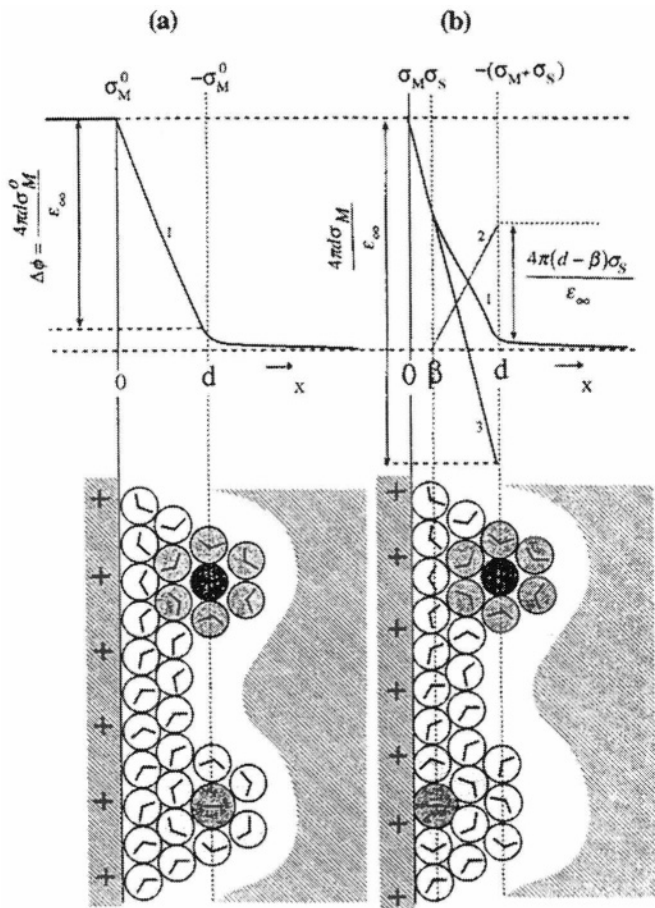 (a)
(b)
σ_M^0
-σ_M^0
σ_M σ_S
-(σ_M+σ_S)
Δϕ = 4πdσ_M^0 / ε_∞
1
0
d
→ x
4πdσ_M / ε_∞
2
1
3
4π(d − β)σ_S / ε_∞
0
β
d
→ x
+
+
+
+
+
+
+
+
+
+
+
+